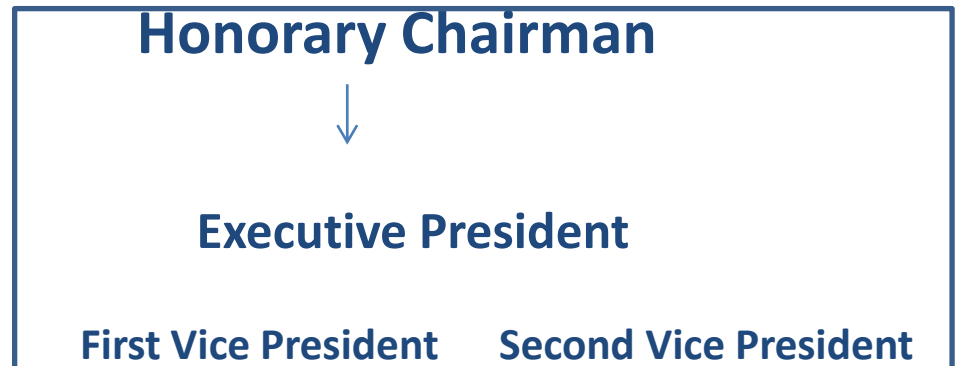 Honorary Chairman
Executive President
First Vice President Second Vice President